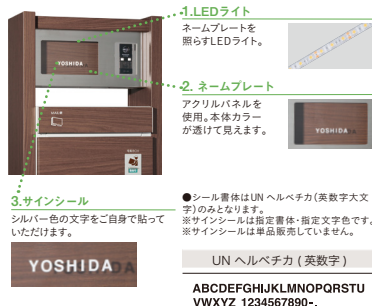 1.LEDライト
ネームプレートを
照らすLEDライト。
YOSHIDA
2. ネームプレート
アクリルパネルを
使用。本体カラー
が透けて見えます。
YOSHIDA
3.サインシール
シルバー色の文字をご自身で貼って
いただけます。
YOSHIDA
●シール書体はUN ヘルベチカ(英数字大文
字)のみとなります。
※サインシールは指定書体・指定文字色です。
※サインシールは単品販売していません。
UN ヘルベチカ ( 英数字 )
ABCDEFGHIJKLMNOPQRSTU
VWXYZ 1234567890-.